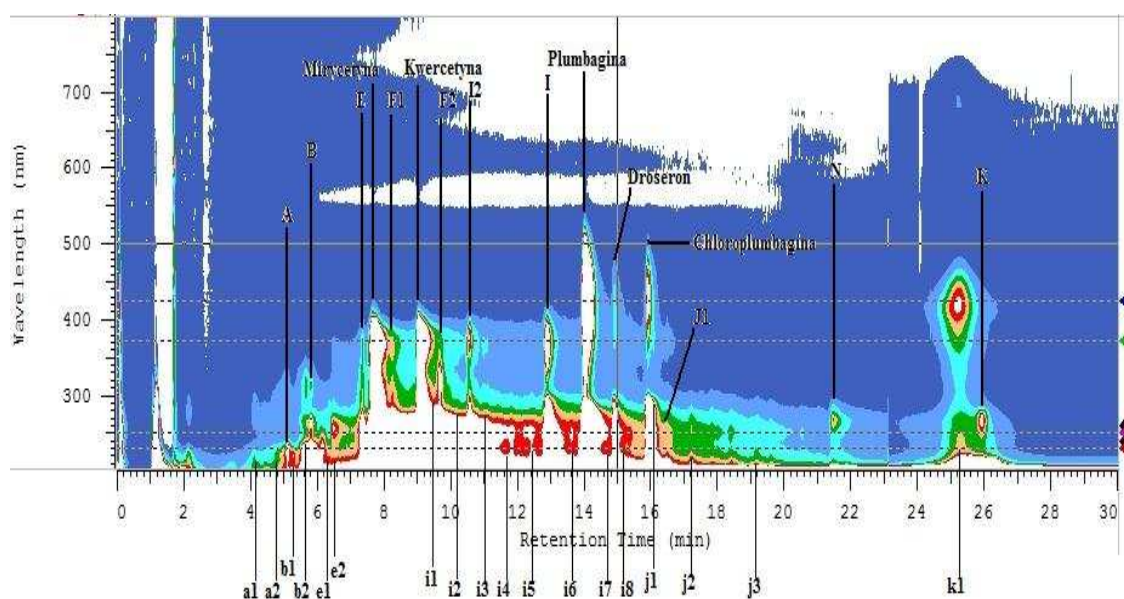 Plumbagina
Mirycetyna Kwercetyna
E F1 F2 I2 I
B
A
Droseron
N K
Chloroplumbagina
J1
Wavelength (nm)
700
600
500
400
300
0 2 4 6 8 10 12 14 16 18 20 22 24 26 28 30
Retention Time (min)
a1 a2 b1 b2 e1 e2 i1 i2 i3 i4 i5 i6 i7 i8 j1 j2 j3 k1